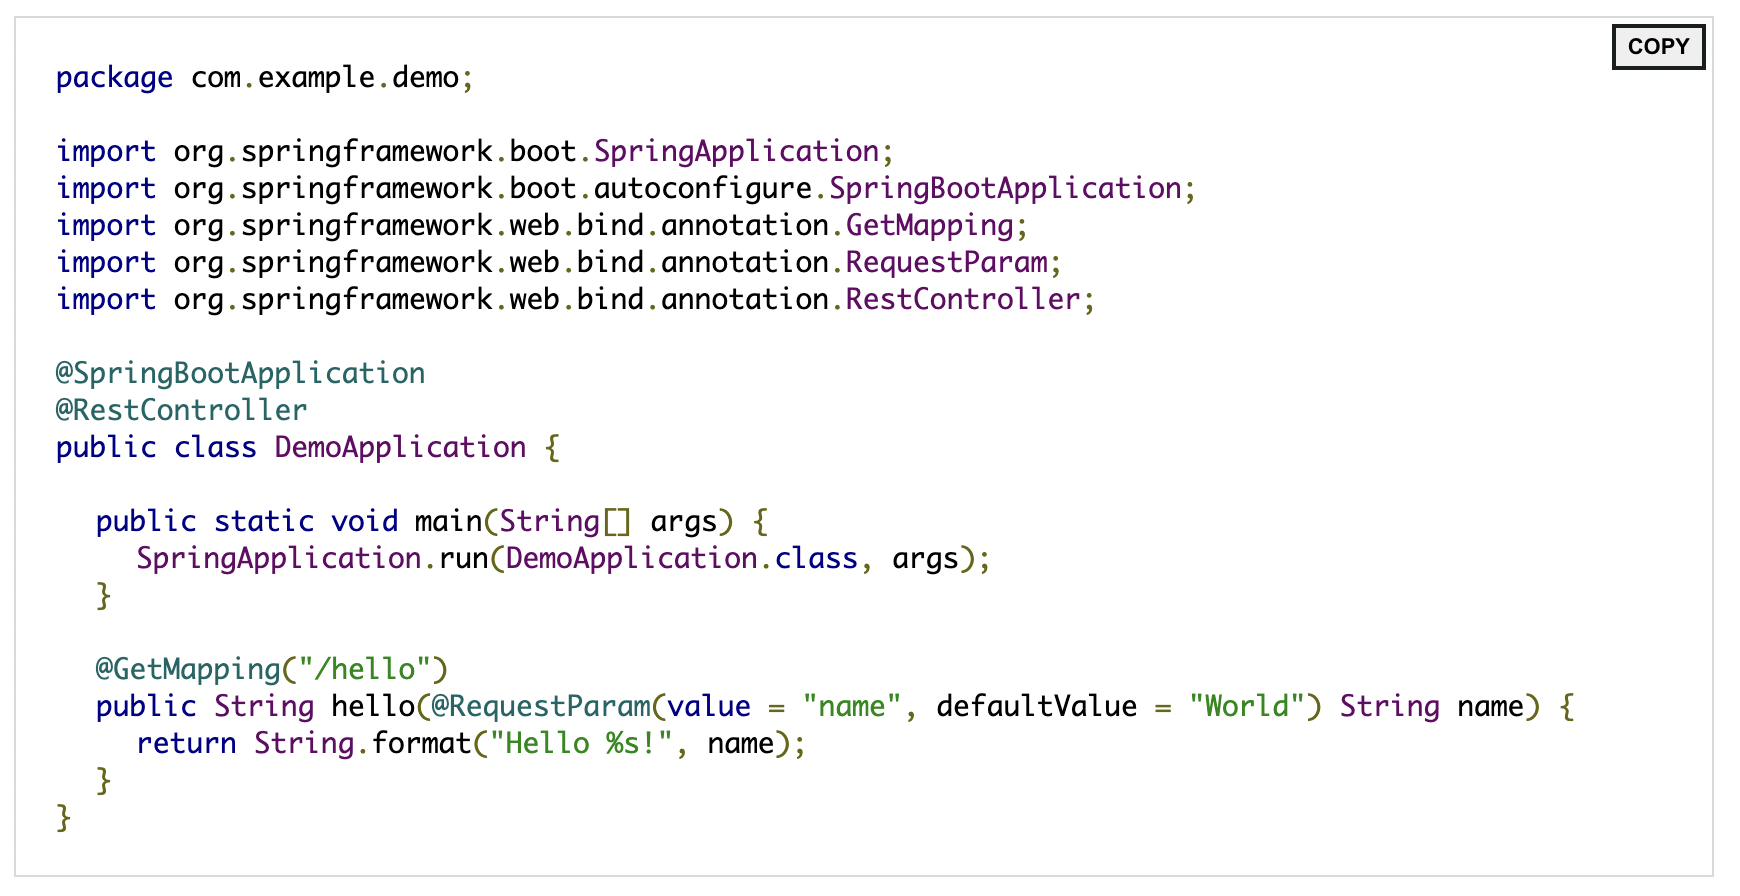 COPY
package com.example.demo;
import org.springframework.boot.SpringApplication;
import org.springframework.boot.autoconfigure.SpringBootApplication;
import org.springframework.web.bind.annotation.GetMapping;
import org.springframework.web.bind.annotation.RequestParam;
import org.springframework.web.bind.annotation.RestController;
@SpringBootApplication
@RestController
public class DemoApplication {
public static void main(String[] args) {
SpringApplication.run(DemoApplication.class, args);
}
@GetMapping("/hello")
public String hello(@RequestParam(value = "name", defaultValue = "World") String name) {
return String.format("Hello %s!", name);
}
}